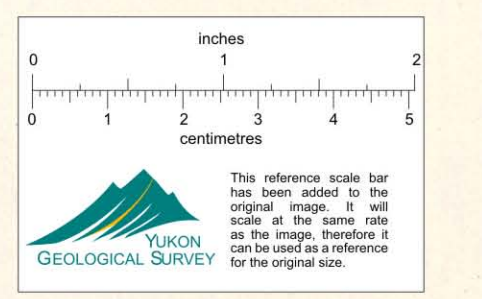 inches
0 1 2
0 1 2 3 4 5
centimetres
YUKON
GEOLOGICAL SURVEY
This reference scale bar
has been added to the
original image. It will
scale at the same rate
as the image, therefore it
can be used as a reference
for the original size.